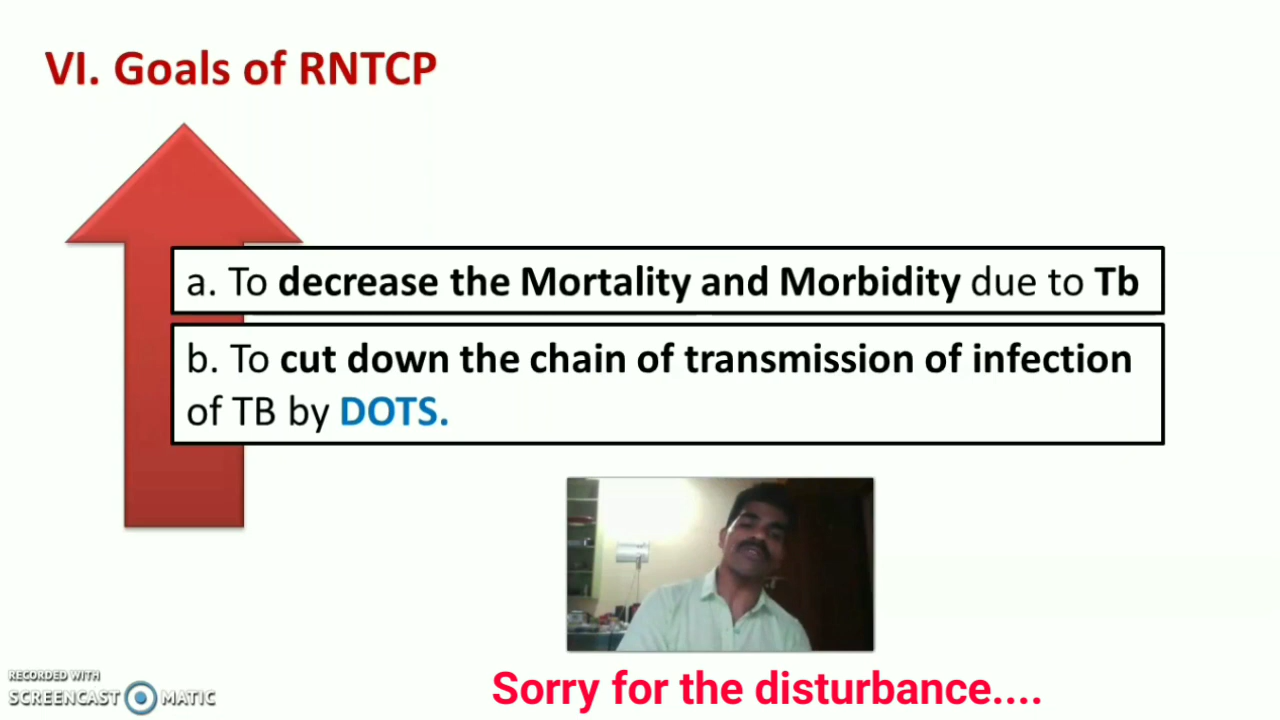 VI. Goals of RNTCP
a. To decrease the Mortality and Morbidity due to Tb
b. To cut down the chain of transmission of infection
of TB by DOTS.
Sorry for the disturbance....
RECORDED WITH
SCREENCAST MATIC